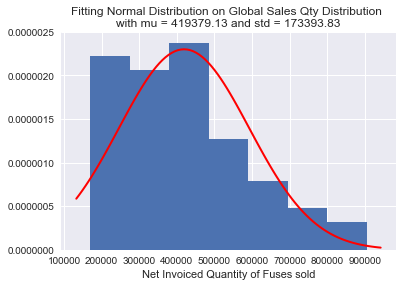 Fitting Normal Distribution on Global Sales Qty Distribution
with mu = 419379.13 and std = 173393.83
0.0000025
0.0000020
0.0000015
0.0000010
0.0000005
0.0000000
100000 200000 300000 400000 500000 600000 700000 800000 900000
Net Invoiced Quantity of Fuses sold